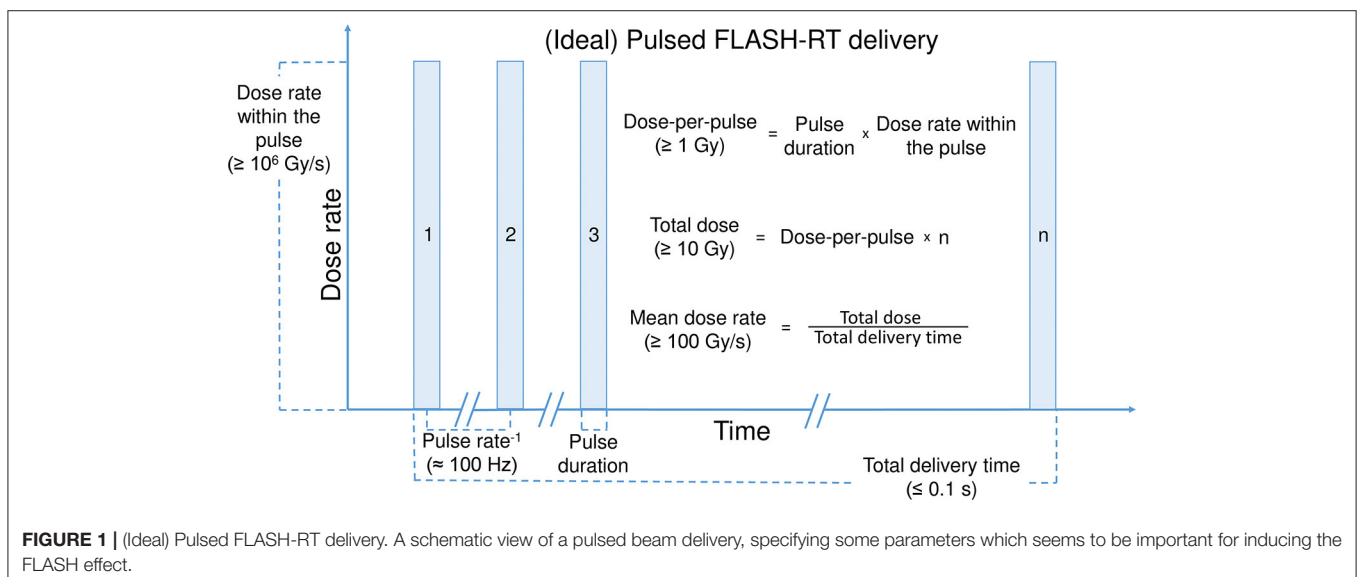 (Ideal) Pulsed FLASH-RT delivery
Dose rate
within the
pulse
(≥ 10⁶ Gy/s)
Dose rate
1
2
3
n
Dose-per-pulse
(≥ 1 Gy)
=
Pulse
duration
x
Dose rate within
the pulse
Total dose
(≥ 10 Gy)
=
Dose-per-pulse x n
Mean dose rate
(≥ 100 Gy/s)
=
Total dose
Total delivery time
Time
Pulse rate⁻¹
(≈ 100 Hz)
Pulse
duration
Total delivery time
(≤ 0.1 s)
FIGURE 1 | (Ideal) Pulsed FLASH-RT delivery. A schematic view of a pulsed beam delivery, specifying some parameters which seems to be important for inducing the
FLASH effect.